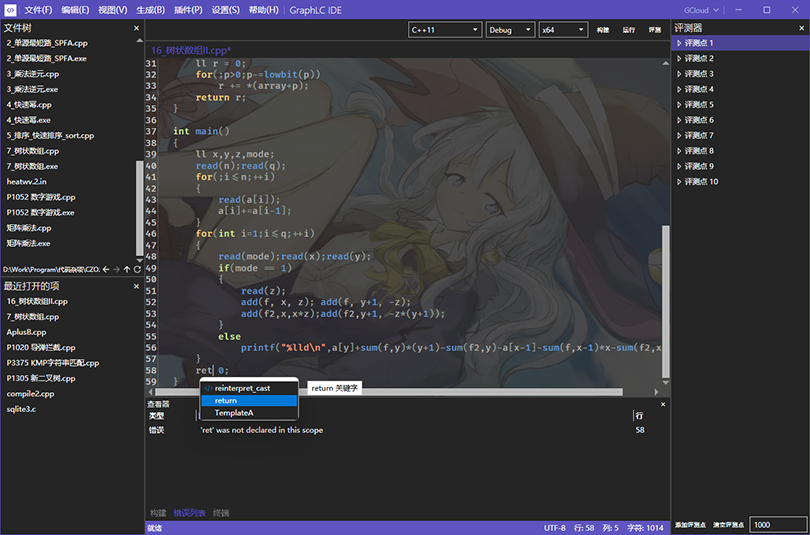 文件(F) 编辑(E) 视图(V) 生成(B) 插件(P) 设置(S) 帮助(H) GraphLC IDE GCloud
文件树
2_单源最短路_SPFA.cpp
2_单源最短路_SPFA.exe
3_乘法逆元.cpp
3_乘法逆元.exe
4_快速幂.cpp
4_快速幂.exe
5_排序_快速排序_sort.cpp
7_树状数组.cpp
7_树状数组.exe
heatwv.2.in
P1052 数字游戏.cpp
P1052 数字游戏.exe
矩阵乘法.cpp
矩阵乘法.exe
D:\Work\Program\代码杂项\CZO
最近打开的项
16_树状数组II.cpp
7_树状数组.cpp
AplusB.cpp
P1020 导弹拦截.cpp
P3375 KMP字符串匹配.cpp
P1305 新二叉树.cpp
compile2.cpp
sqlite3.c
C++11 Debug x64 构建 运行 评测
16_树状数组II.cpp*
31 ll r = 0;
32 for(;p>0;p-=lowbit(p))
33 r += *(array+p);
34 return r;
35 }
36
37 int main()
38 {
39 ll x,y,z,mode;
40 read(n);read(q);
41 for(;i≤n;++i)
42 {
43 read(a[i]);
44 a[i]+=a[i-1];
45 }
46 for(int i=1;i≤q;++i)
47 {
48 read(mode);read(x);read(y);
49 if(mode == 1)
50 {
51 read(z);
52 add(f, x, z); add(f, y+1, -z);
53 add(f2,x,x*z);add(f2,y+1, -z*(y+1));
54 }
55 else
56 printf("%lld\n",a[y]+sum(f,y)*(y+1)-sum(f2,y)-a[x-1]-sum(f,x-1)*x-sum(f2,x
57 }
58 ret 0;
59 }
reinterpret_cast
return
TemplateA
return 关键字
查看器
类型 行
错误 'ret' was not declared in this scope 58
构建 错误列表 终端
就绪 UTF-8 行: 58 列: 5 字符: 1014
评测器
评测点 1
评测点 2
评测点 3
评测点 4
评测点 5
评测点 6
评测点 7
评测点 8
评测点 9
评测点 10
添加评测点 清空评测点 1000